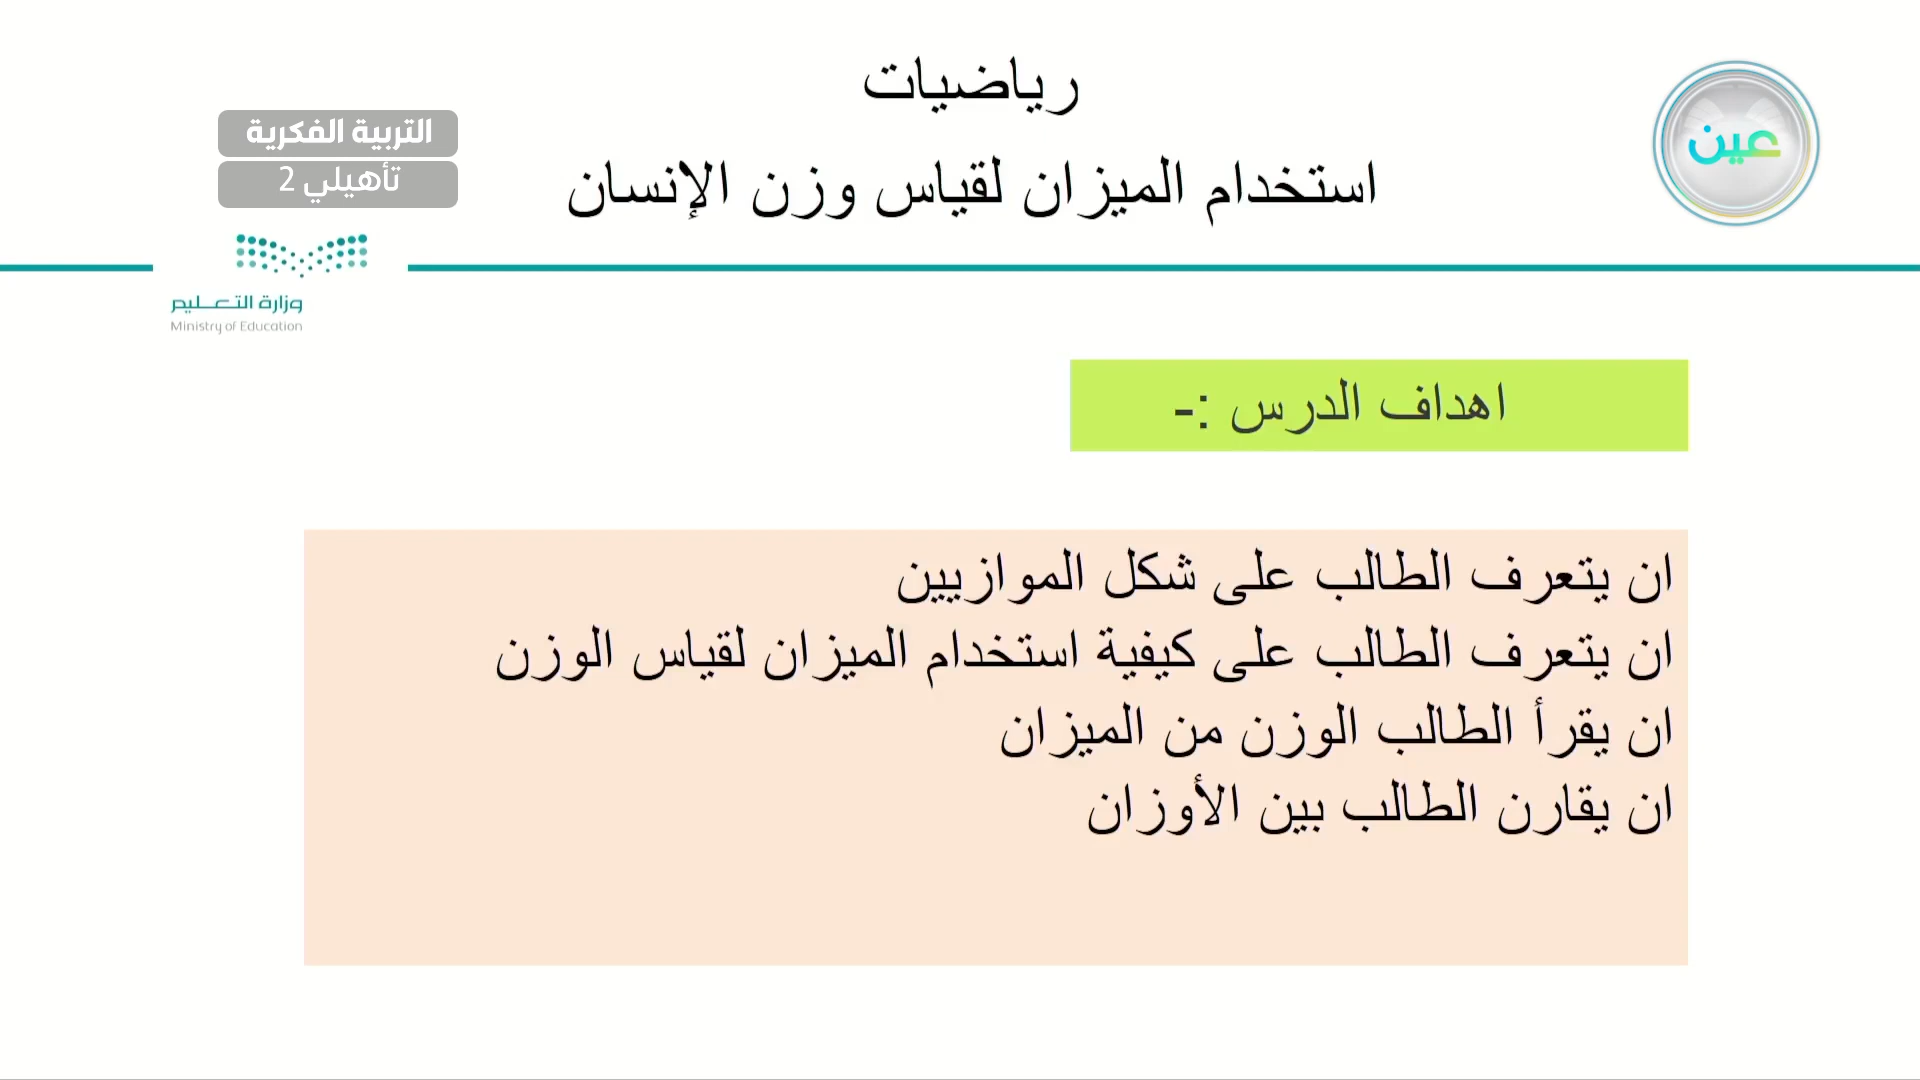 رياضيات
استخدام الميزان لقياس وزن الإنسان
عين
التربية الفكرية
تأهيلي 2
وزارة التعليم
Ministry of Education
اهداف الدرس :-
ان يتعرف الطالب على شكل الموازيين
ان يتعرف الطالب على كيفية استخدام الميزان لقياس الوزن
ان يقرأ الطالب الوزن من الميزان
ان يقارن الطالب بين الأوزان